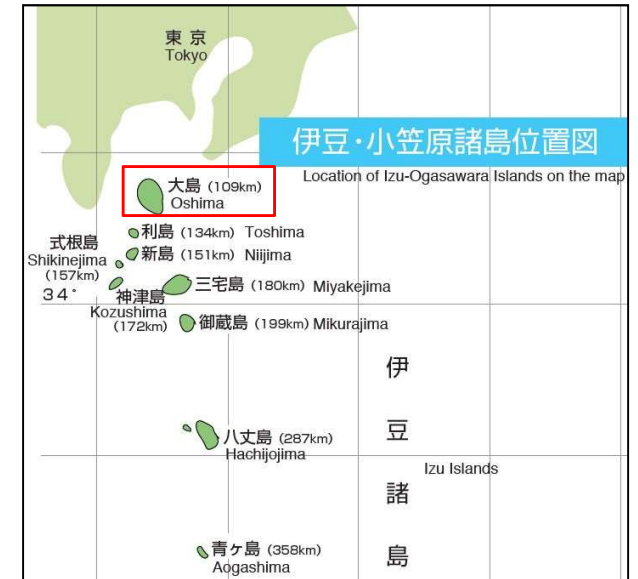 東 京
Tokyo
伊豆・小笠原諸島位置図
Location of Izu-Ogasawara Islands on the map
大島 (109km)
Oshima
利島 (134km) Toshima
新島 (151km) Niijima
式根島
Shikinejima
(157km)
34°
三宅島 (180km) Miyakejima
神津島
Kozushima
(172km)
御蔵島 (199km) Mikurajima
八丈島 (287km)
Hachijojima
伊豆諸島
Izu Islands
青ヶ島 (358km)
Aogashima